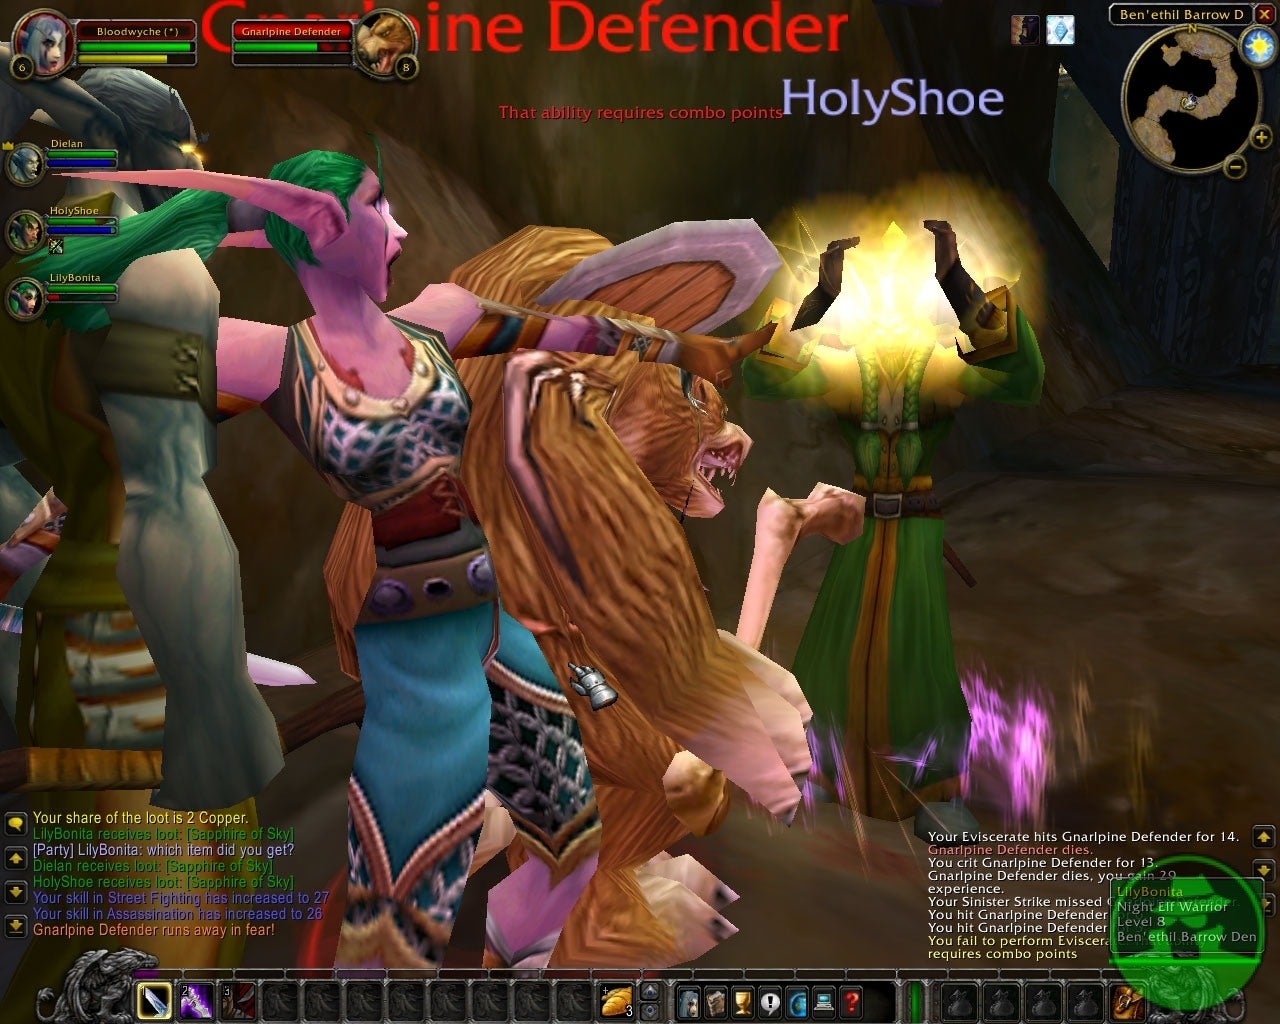 Gnarlpine Defender
Bloodwyche (*)
6
Gnarlpine Defender
8
Ben'ethil Barrow D
N
HolyShoe
That ability requires combo points
Dielan
HolyShoe
LilyBonita
Your share of the loot is 2 Copper.
LilyBonita receives loot: [Sapphire of Sky]
[Party] LilyBonita: which item did you get?
Dielan receives loot: [Sapphire of Sky]
HolyShoe receives loot: [Sapphire of Sky]
Your skill in Street Fighting has increased to 27
Your skill in Assassination has increased to 26
Gnarlpine Defender runs away in fear!
Your Eviscerate hits Gnarlpine Defender for 14.
Gnarlpine Defender dies.
You crit Gnarlpine Defender for 13.
Gnarlpine Defender dies, you gain 29
experience.
Your Sinister Strike missed
You hit Gnarlpine Defender
You hit Gnarlpine Defender
You fail to perform Eviscera
requires combo points
LilyBonita
Night Elf Warrior
Level 8
Ben'ethil Barrow Den
1
2
3
3